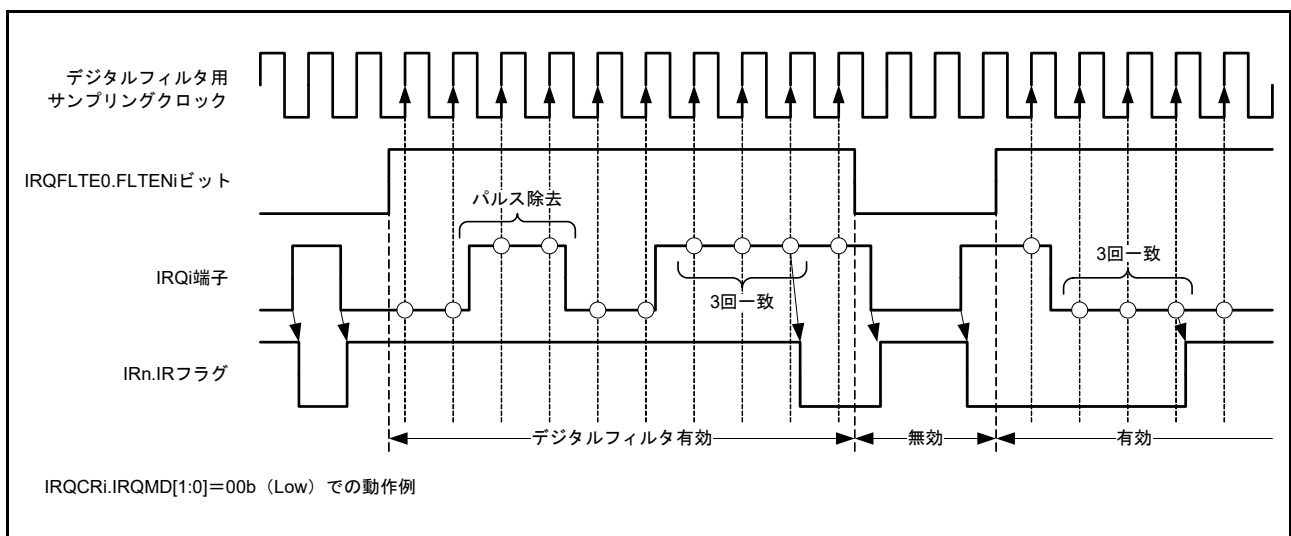 デジタルフィルタ用
サンプリングクロック
IRQFLTE0.FLTENiビット
パルス除去
IRQi端子
3回一致
3回一致
IRn.IRフラグ
デジタルフィルタ有効
無効
有効
IRQCRi.IRQMD[1:0]＝00b（Low）での動作例